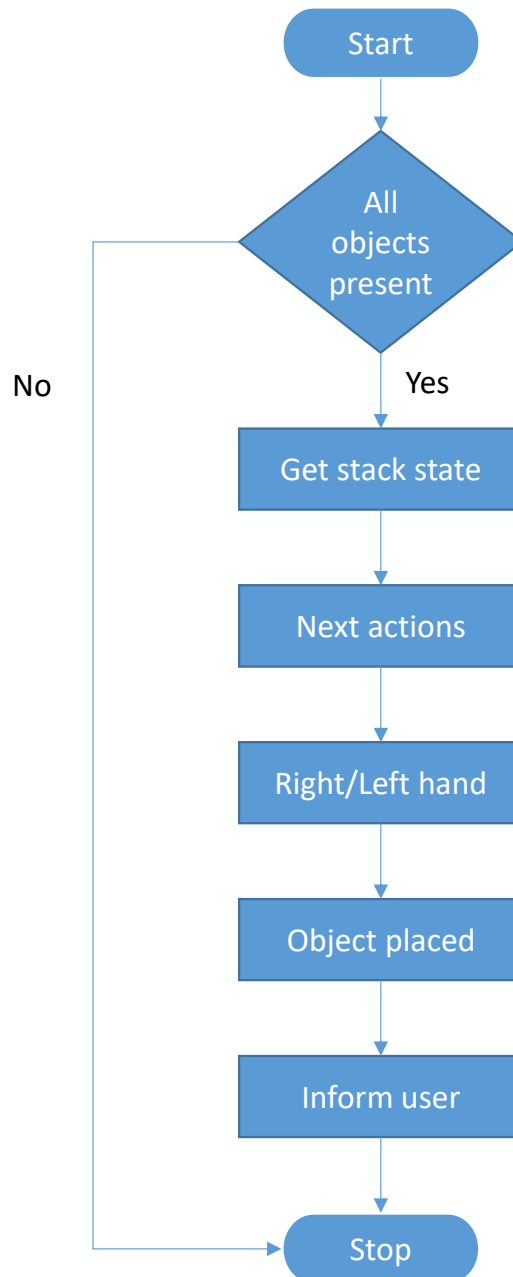 Start
All
objects
present
No
Yes
Get stack state
Next actions
Right/Left hand
Object placed
Inform user
Stop